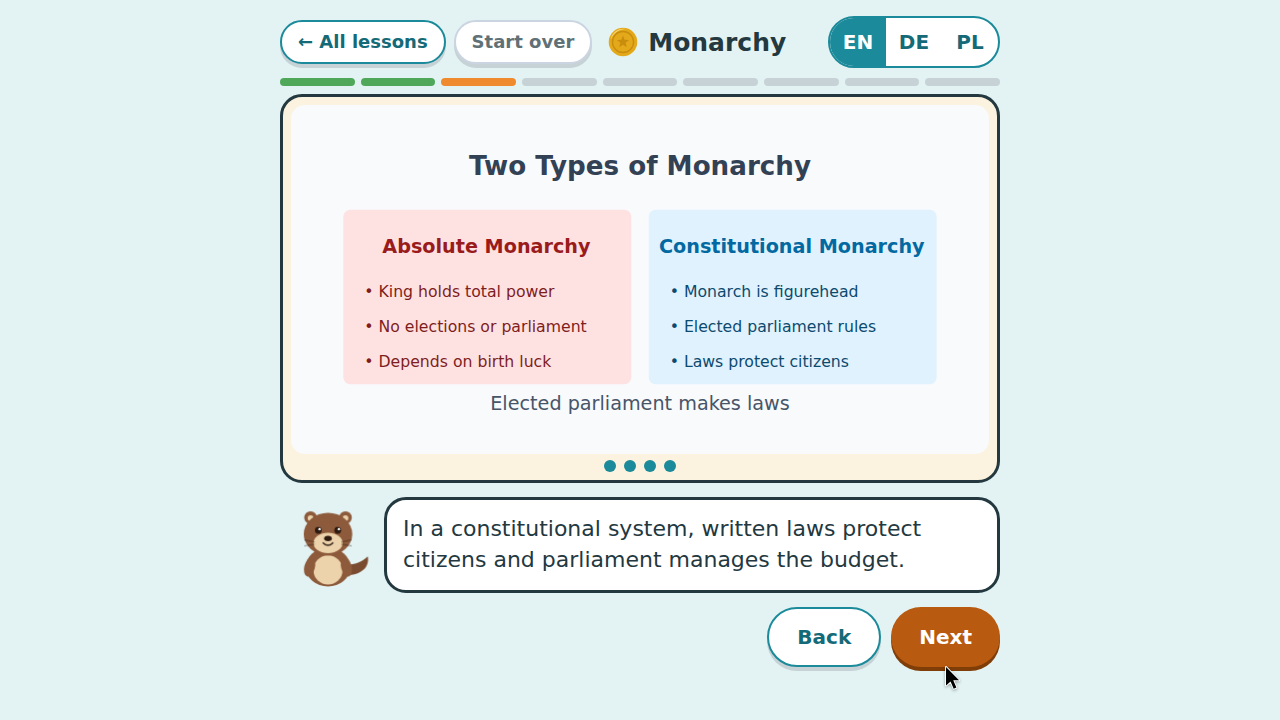 ← All lessons
Start over
Monarchy
EN
DE
PL
Two Types of Monarchy
Absolute Monarchy
• King holds total power
• No elections or parliament
• Depends on birth luck
Constitutional Monarchy
• Monarch is figurehead
• Elected parliament rules
• Laws protect citizens
Elected parliament makes laws
In a constitutional system, written laws protect
citizens and parliament manages the budget.
Back
Next